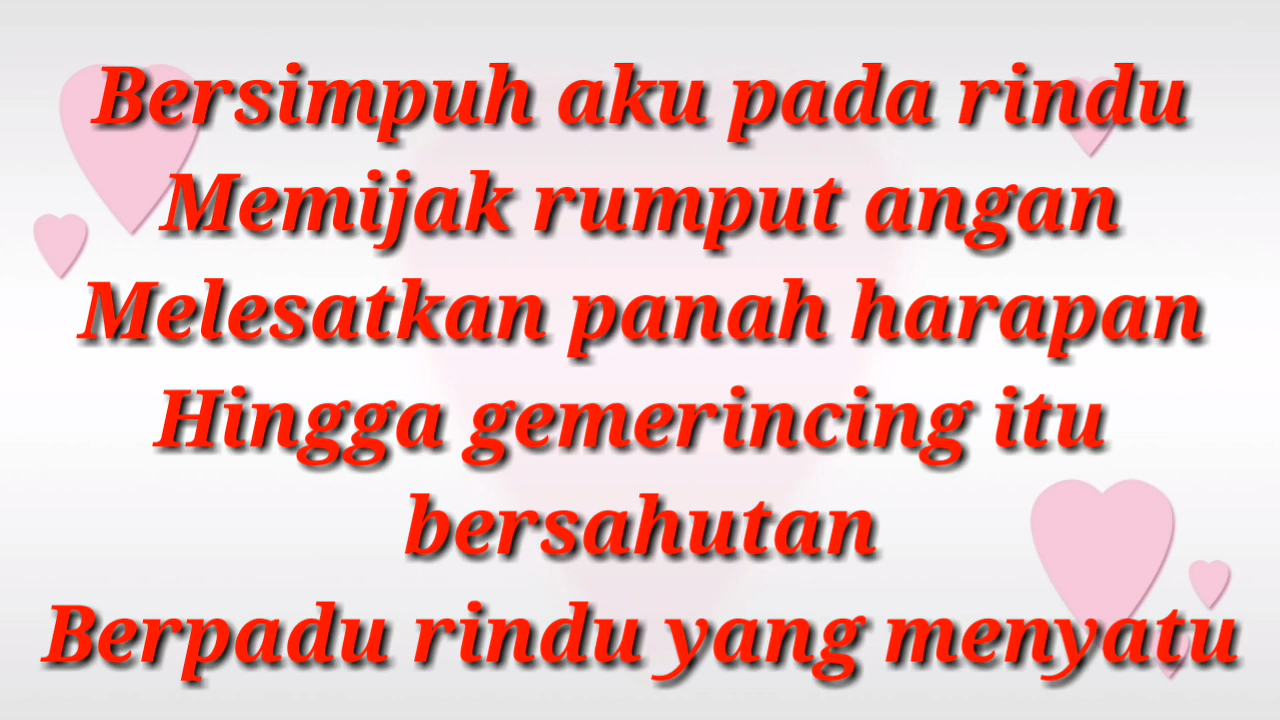 Bersimpuh aku pada rindu
Memijak rumput angan
Melesatkan panah harapan
Hingga gemerincing itu
bersahutan
Berpadu rindu yang menyatu